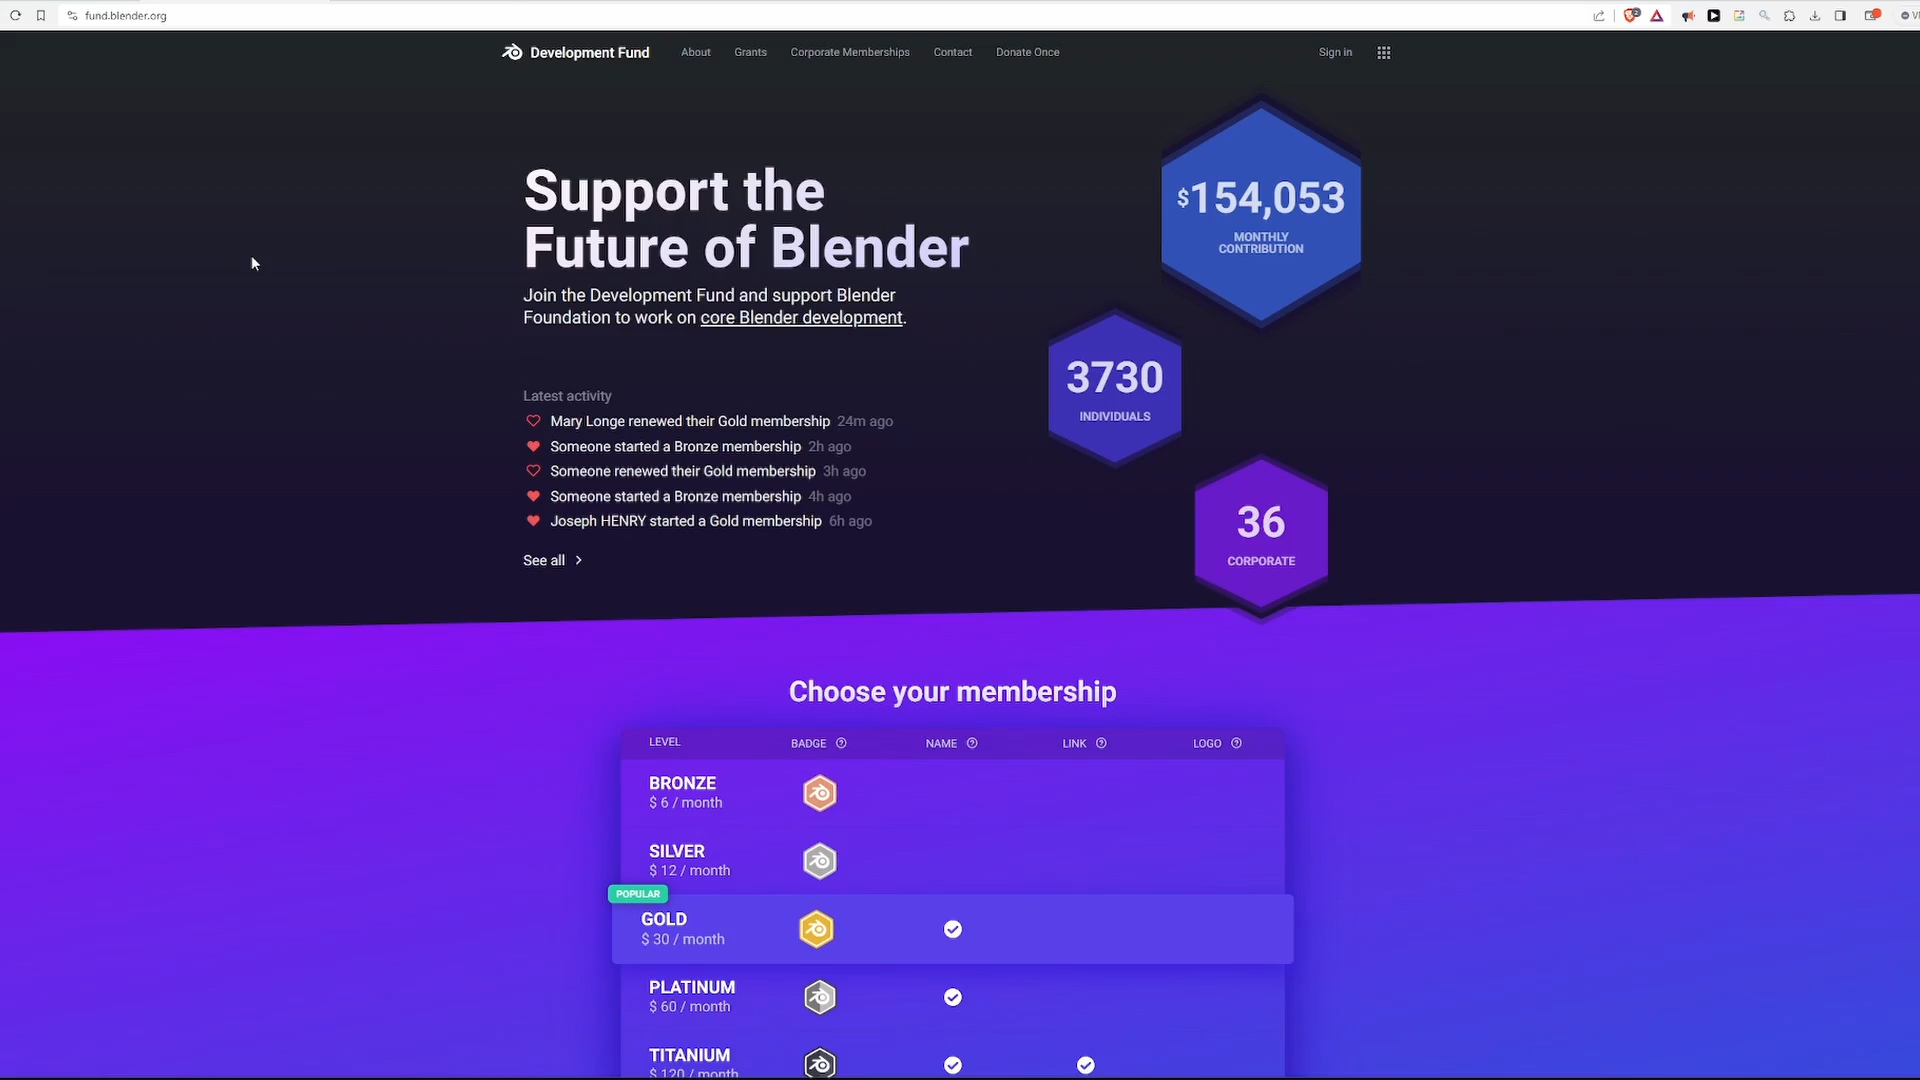 fund.blender.org
Development Fund
About
Grants
Corporate Memberships
Contact
Donate Once
Sign in
Support the
Future of Blender
Join the Development Fund and support Blender
Foundation to work on core Blender development.
Latest activity
Mary Longe renewed their Gold membership 24m ago
Someone started a Bronze membership 2h ago
Someone renewed their Gold membership 3h ago
Someone started a Bronze membership 4h ago
Joseph HENRY started a Gold membership 6h ago
See all
$154,053
MONTHLY
CONTRIBUTION
3730
INDIVIDUALS
36
CORPORATE
Choose your membership
LEVEL
BADGE
NAME
LINK
LOGO
BRONZE
$ 6 / month
SILVER
$ 12 / month
POPULAR
GOLD
$ 30 / month
PLATINUM
$ 60 / month
TITANIUM
$ 120 / month